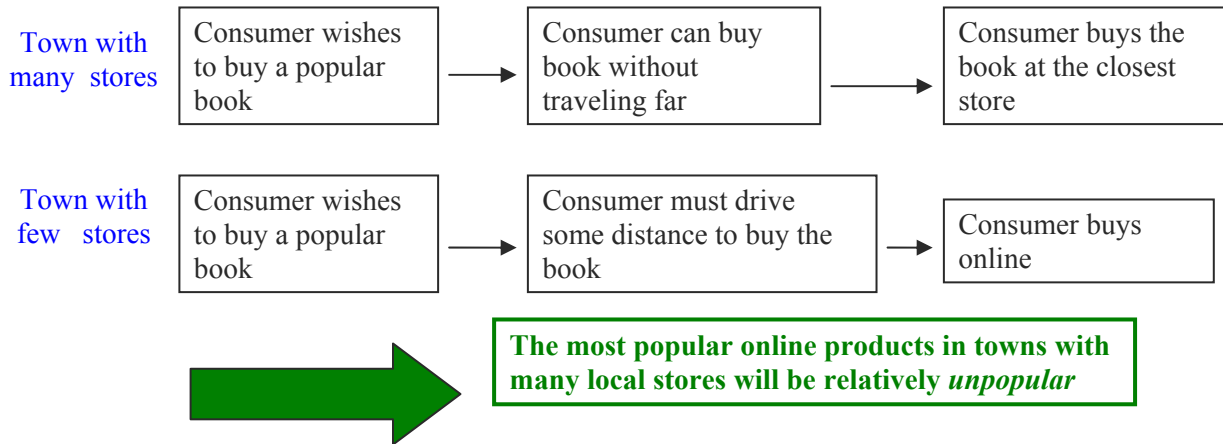 Town with
many stores
Consumer wishes
to buy a popular
book
Consumer can buy
book without
traveling far
Consumer buys the
book at the closest
store
Town with
few stores
Consumer wishes
to buy a popular
book
Consumer must drive
some distance to buy the
book
Consumer buys
online
The most popular online products in towns with
many local stores will be relatively unpopular